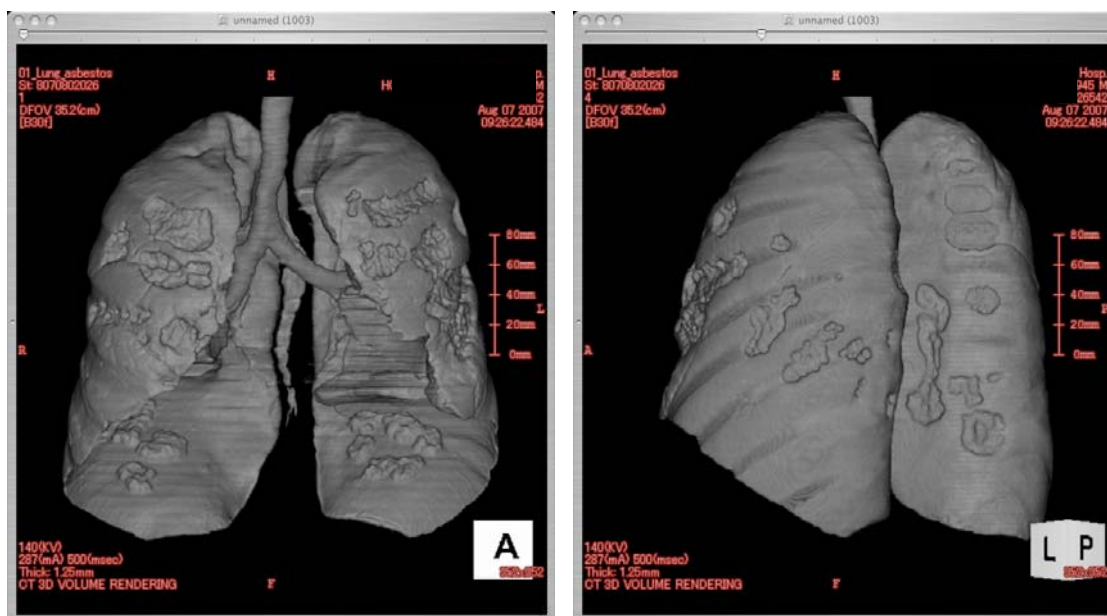 unnamed (1003)
01_Lung_asbestos
St: 8070802026
1
DFOV 35.2(cm)
[B30f]
H
p.
M
2
Aug 07 2007
09:26:22.484
80mm
60mm
40mm
20mm
0mm
L
R
140(KV)
287(mA) 500(msec)
Thick: 1.25mm
CT 3D VOLUME RENDERING
F
A
unnamed (1003)
01_Lung_asbestos
St: 8070802026
4
DFOV 35.2(cm)
[B30f]
H
Hosp.
945 M
26542
Aug 07 2007
09:26:22.484
80mm
60mm
40mm
20mm
0mm
A
140(KV)
287(mA) 500(msec)
Thick: 1.25mm
CT 3D VOLUME RENDERING
F
L P